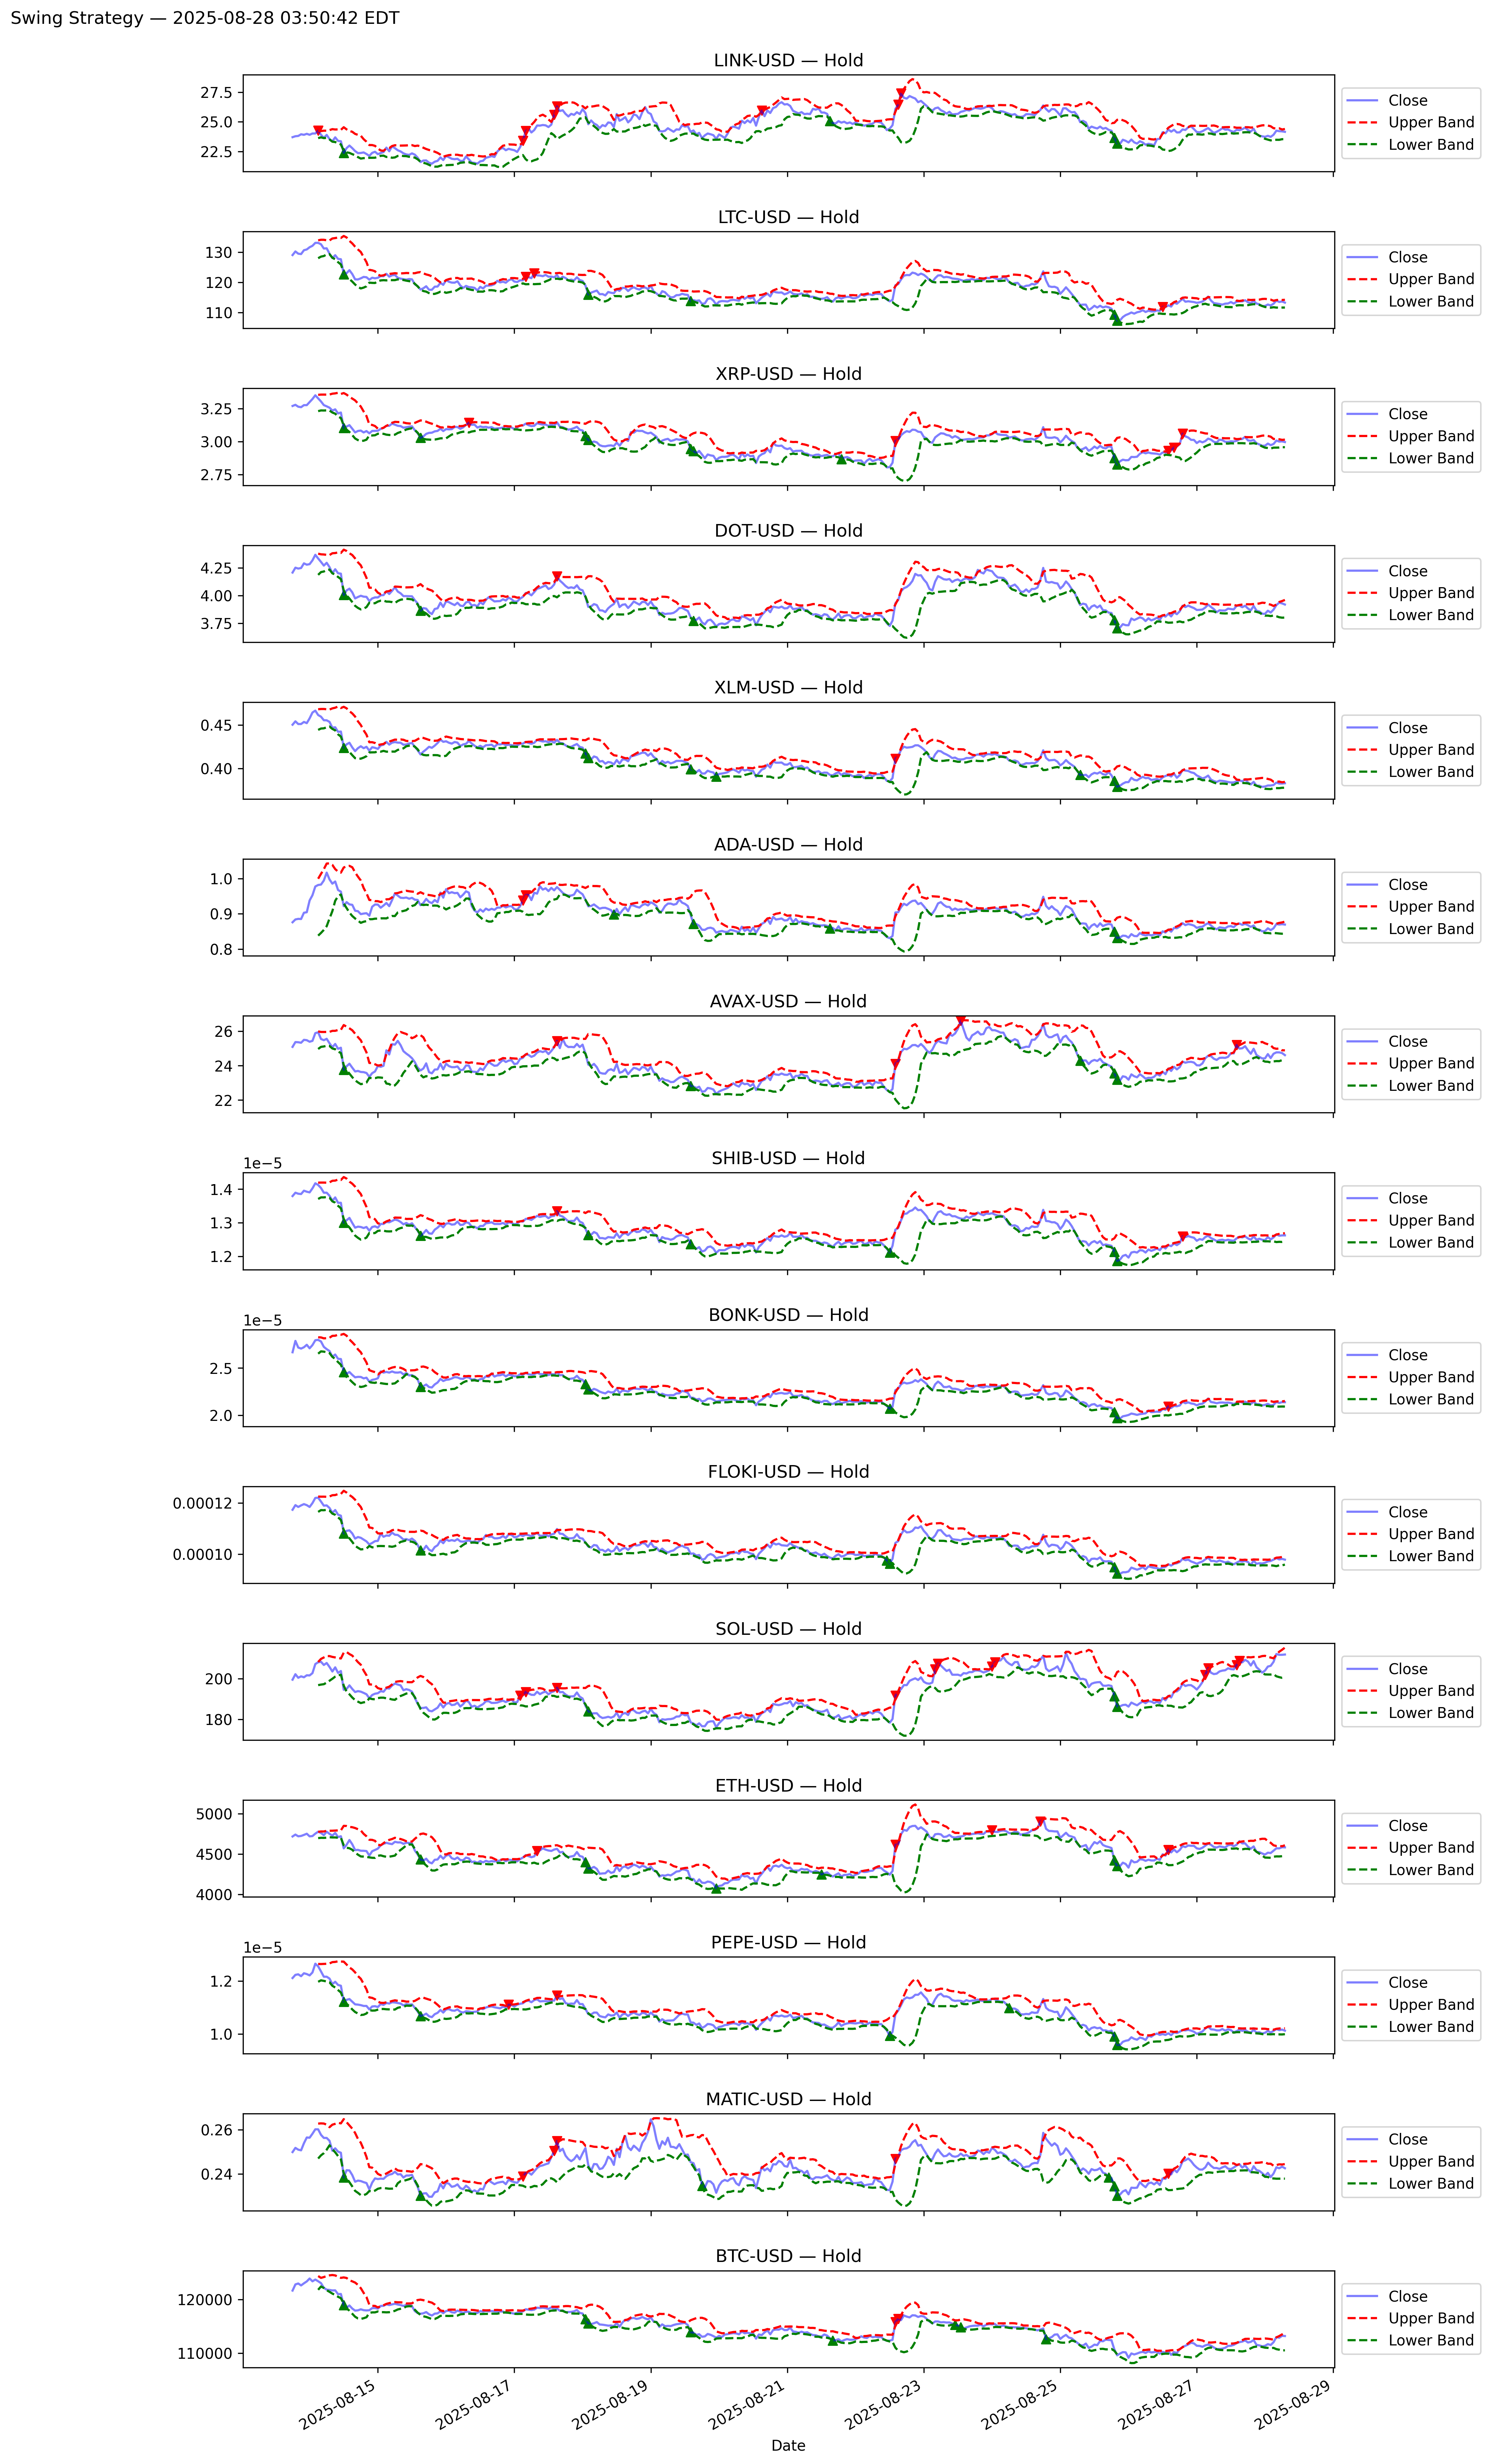 Swing Strategy — 2025-08-28 03:50:42 EDT
LINK-USD — Hold
27.5
25.0
22.5
Close
Upper Band
Lower Band
LTC-USD — Hold
130
120
110
Close
Upper Band
Lower Band
XRP-USD — Hold
3.25
3.00
2.75
Close
Upper Band
Lower Band
DOT-USD — Hold
4.25
4.00
3.75
Close
Upper Band
Lower Band
XLM-USD — Hold
0.45
0.40
Close
Upper Band
Lower Band
ADA-USD — Hold
1.0
0.9
0.8
Close
Upper Band
Lower Band
AVAX-USD — Hold
26
24
22
Close
Upper Band
Lower Band
SHIB-USD — Hold
1e−5
1.4
1.3
1.2
Close
Upper Band
Lower Band
BONK-USD — Hold
1e−5
2.5
2.0
Close
Upper Band
Lower Band
FLOKI-USD — Hold
0.00012
0.00010
Close
Upper Band
Lower Band
SOL-USD — Hold
200
180
Close
Upper Band
Lower Band
ETH-USD — Hold
5000
4500
4000
Close
Upper Band
Lower Band
PEPE-USD — Hold
1e−5
1.2
1.0
Close
Upper Band
Lower Band
MATIC-USD — Hold
0.26
0.24
Close
Upper Band
Lower Band
BTC-USD — Hold
120000
110000
Close
Upper Band
Lower Band
2025-08-15
2025-08-17
2025-08-19
2025-08-21
2025-08-23
2025-08-25
2025-08-27
2025-08-29
Date